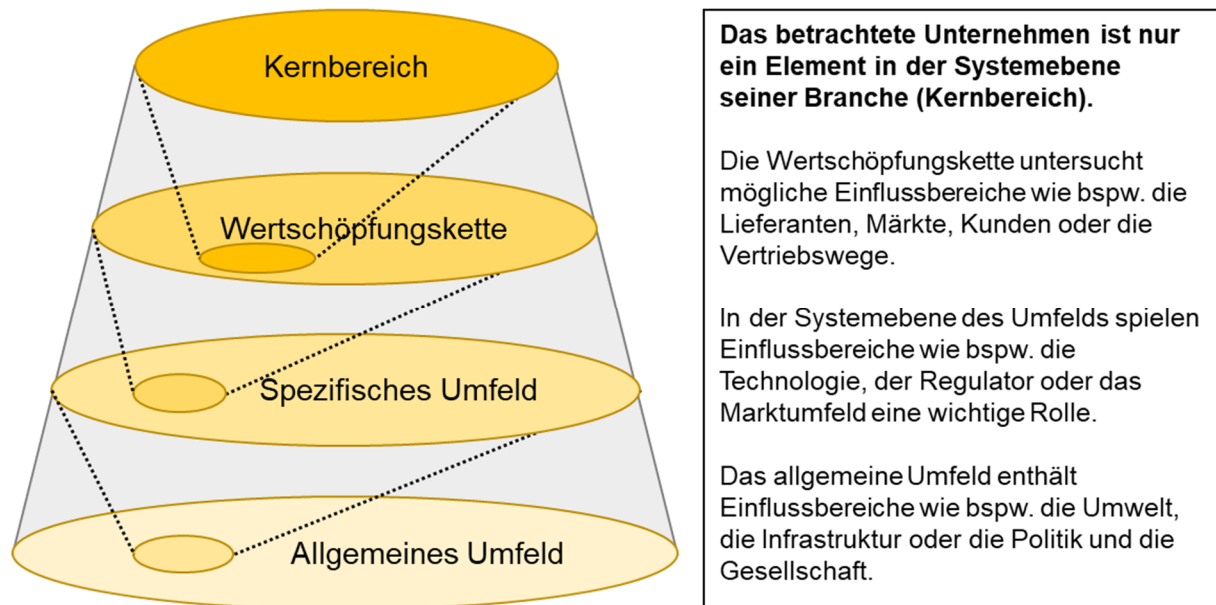 Kernbereich
Wertschöpfungskette
Spezifisches Umfeld
Allgemeines Umfeld
Das betrachtete Unternehmen ist nur
ein Element in der Systemebene
seiner Branche (Kernbereich).
Die Wertschöpfungskette untersucht
mögliche Einflussbereiche wie bspw. die
Lieferanten, Märkte, Kunden oder die
Vertriebswege.
In der Systemebene des Umfelds spielen
Einflussbereiche wie bspw. die
Technologie, der Regulator oder das
Marktumfeld eine wichtige Rolle.
Das allgemeine Umfeld enthält
Einflussbereiche wie bspw. die Umwelt,
die Infrastruktur oder die Politik und die
Gesellschaft.